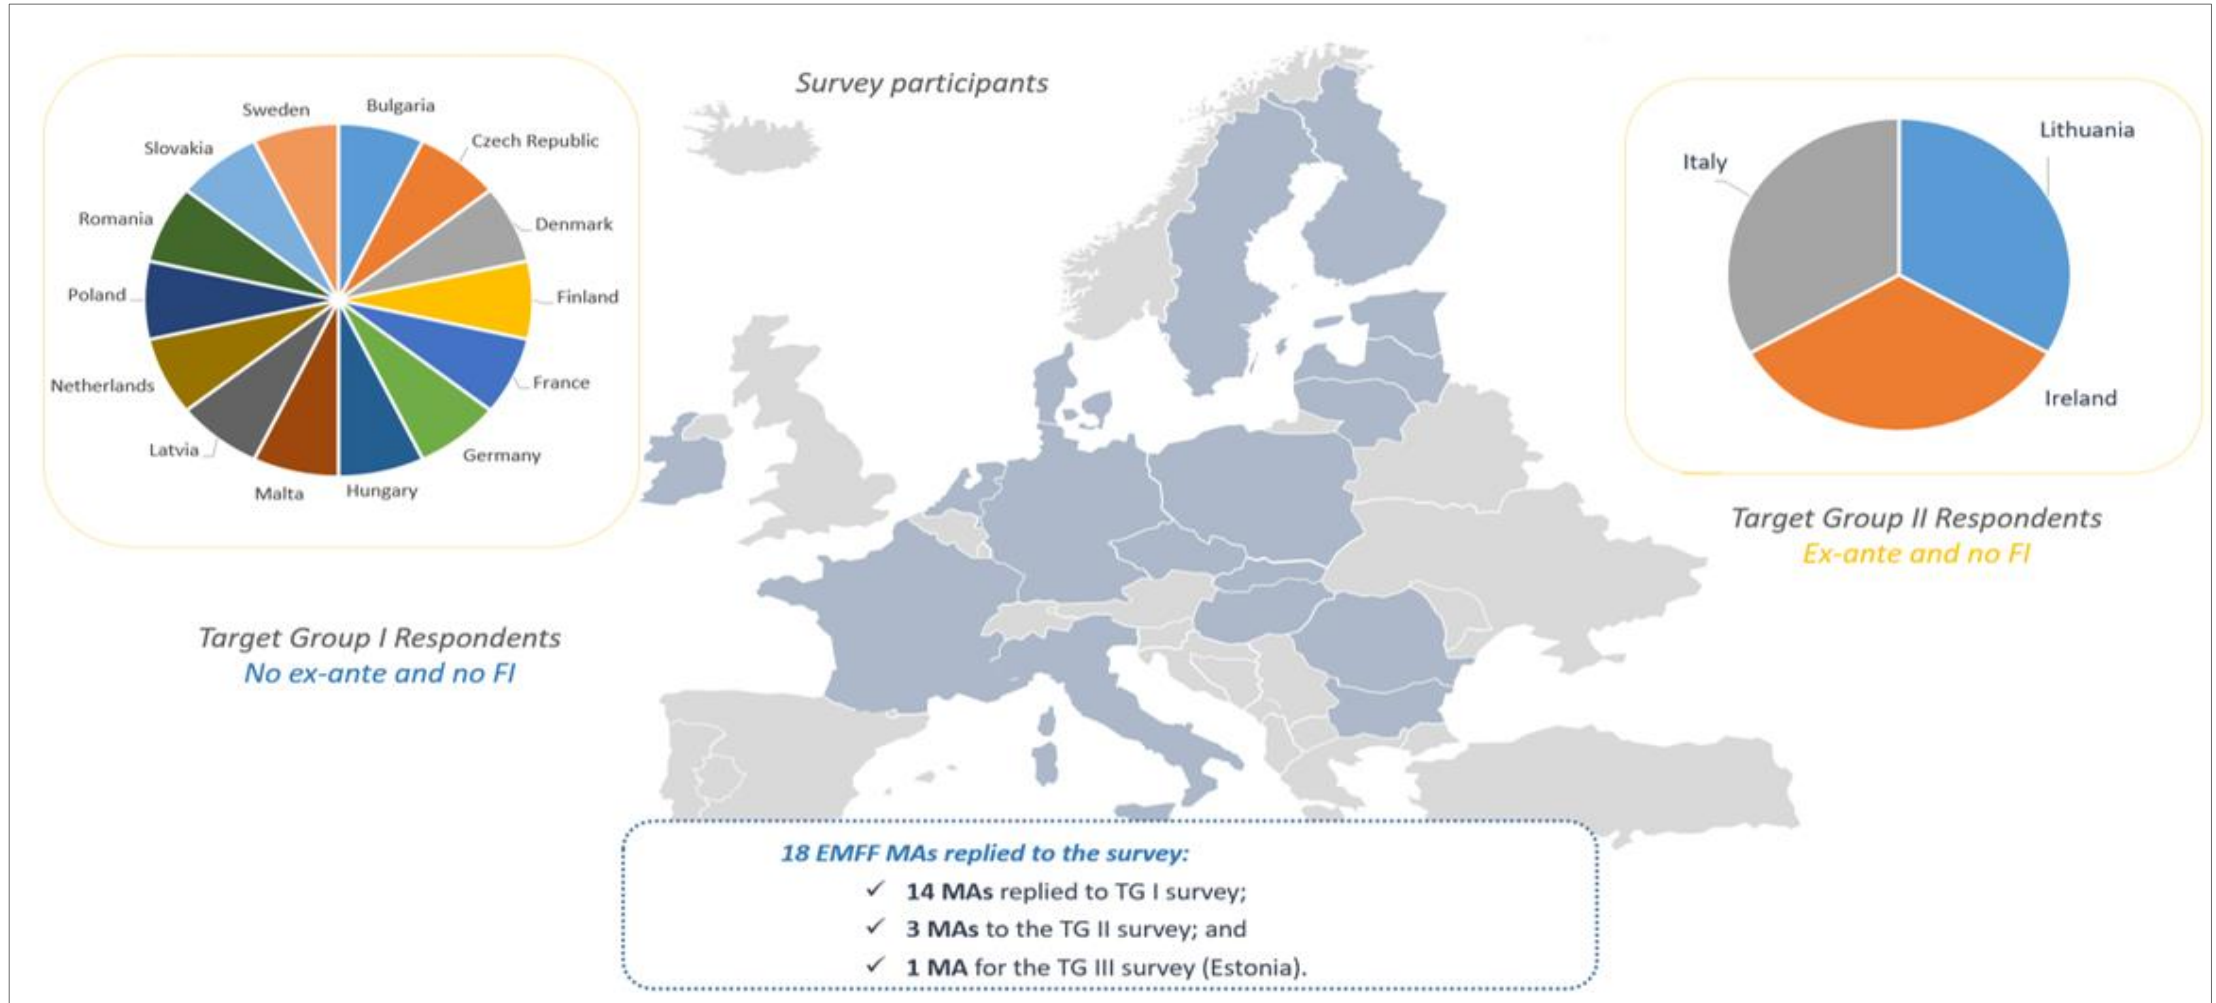 Survey participants
Sweden
Bulgaria
Slovakia
Czech Republic
Romania
Denmark
Poland
Finland
Netherlands
France
Latvia
Germany
Malta
Hungary
Target Group I Respondents
No ex-ante and no FI
Italy
Lithuania
Ireland
Target Group II Respondents
Ex-ante and no FI
18 EMFF MAs replied to the survey:
✓ 14 MAs replied to TG I survey;
✓ 3 MAs to the TG II survey; and
✓ 1 MA for the TG III survey (Estonia).